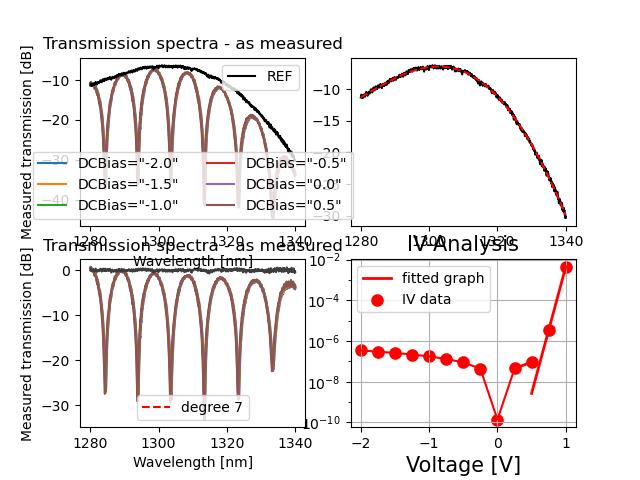 Transmission spectra - as measured
Measured transmission [dB]
−10
−20
−30
−40
REF
DCBias="-2.0"
DCBias="-1.5"
DCBias="-1.0"
DCBias="-0.5"
DCBias="0.0"
DCBias="0.5"
1280
1300
1320
1340
Wavelength [nm]
−10
−15
−20
−25
−30
1280
1300
1320
1340
Transmission spectra - as measured
Measured transmission [dB]
0
−10
−20
−30
degree 7
1280
1300
1320
1340
Wavelength [nm]
IV Analysis
fitted graph
IV data
10−2
10−4
10−6
10−8
10−10
−2
−1
0
1
Voltage [V]